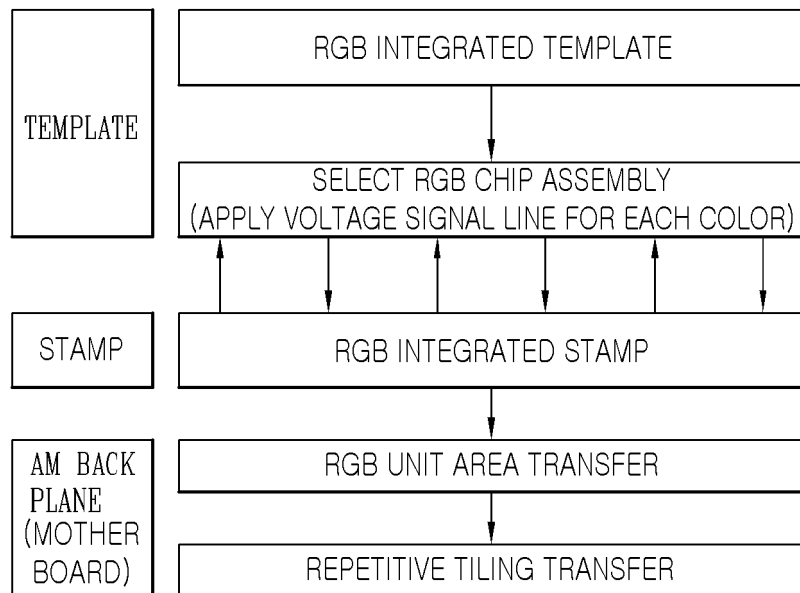 TEMPLATE
RGB INTEGRATED TEMPLATE
SELECT RGB CHIP ASSEMBLY
(APPLY VOLTAGE SIGNAL LINE FOR EACH COLOR)
STAMP
RGB INTEGRATED STAMP
AM BACK
PLANE
(MOTHER
BOARD)
RGB UNIT AREA TRANSFER
REPETITIVE TILING TRANSFER